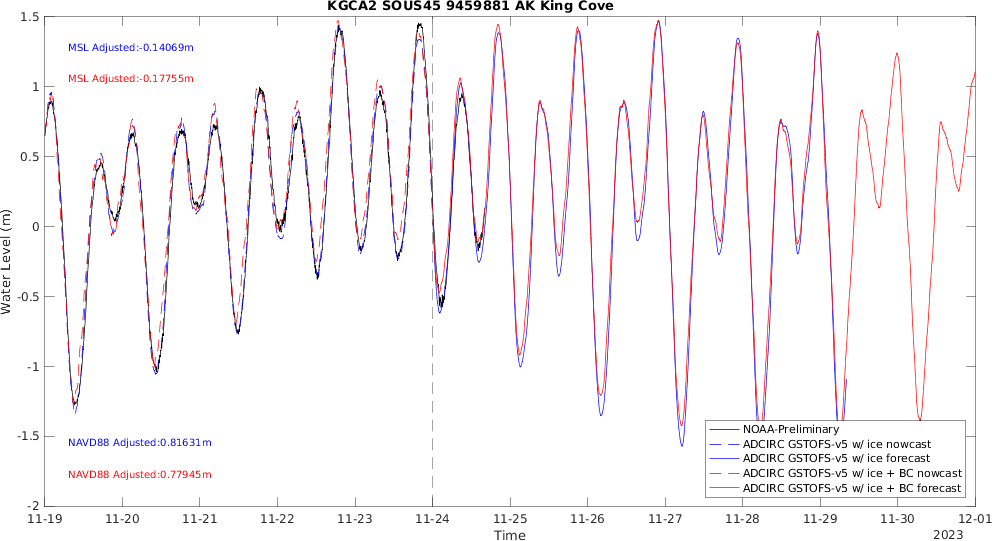 KGCA2 SOUS45 9459881 AK King Cove
MSL Adjusted:-0.14069m
MSL Adjusted:-0.17755m
NAVD88 Adjusted:0.81631m
NAVD88 Adjusted:0.77945m
Water Level (m)
1.5
1
0.5
0
-0.5
-1
-1.5
-2
NOAA-Preliminary
ADCIRC GSTOFS-v5 w/ ice nowcast
ADCIRC GSTOFS-v5 w/ ice forecast
ADCIRC GSTOFS-v5 w/ ice + BC nowcast
ADCIRC GSTOFS-v5 w/ ice + BC forecast
11-19 11-20 11-21 11-22 11-23 11-24 11-25 11-26 11-27 11-28 11-29 11-30 12-01
Time
2023